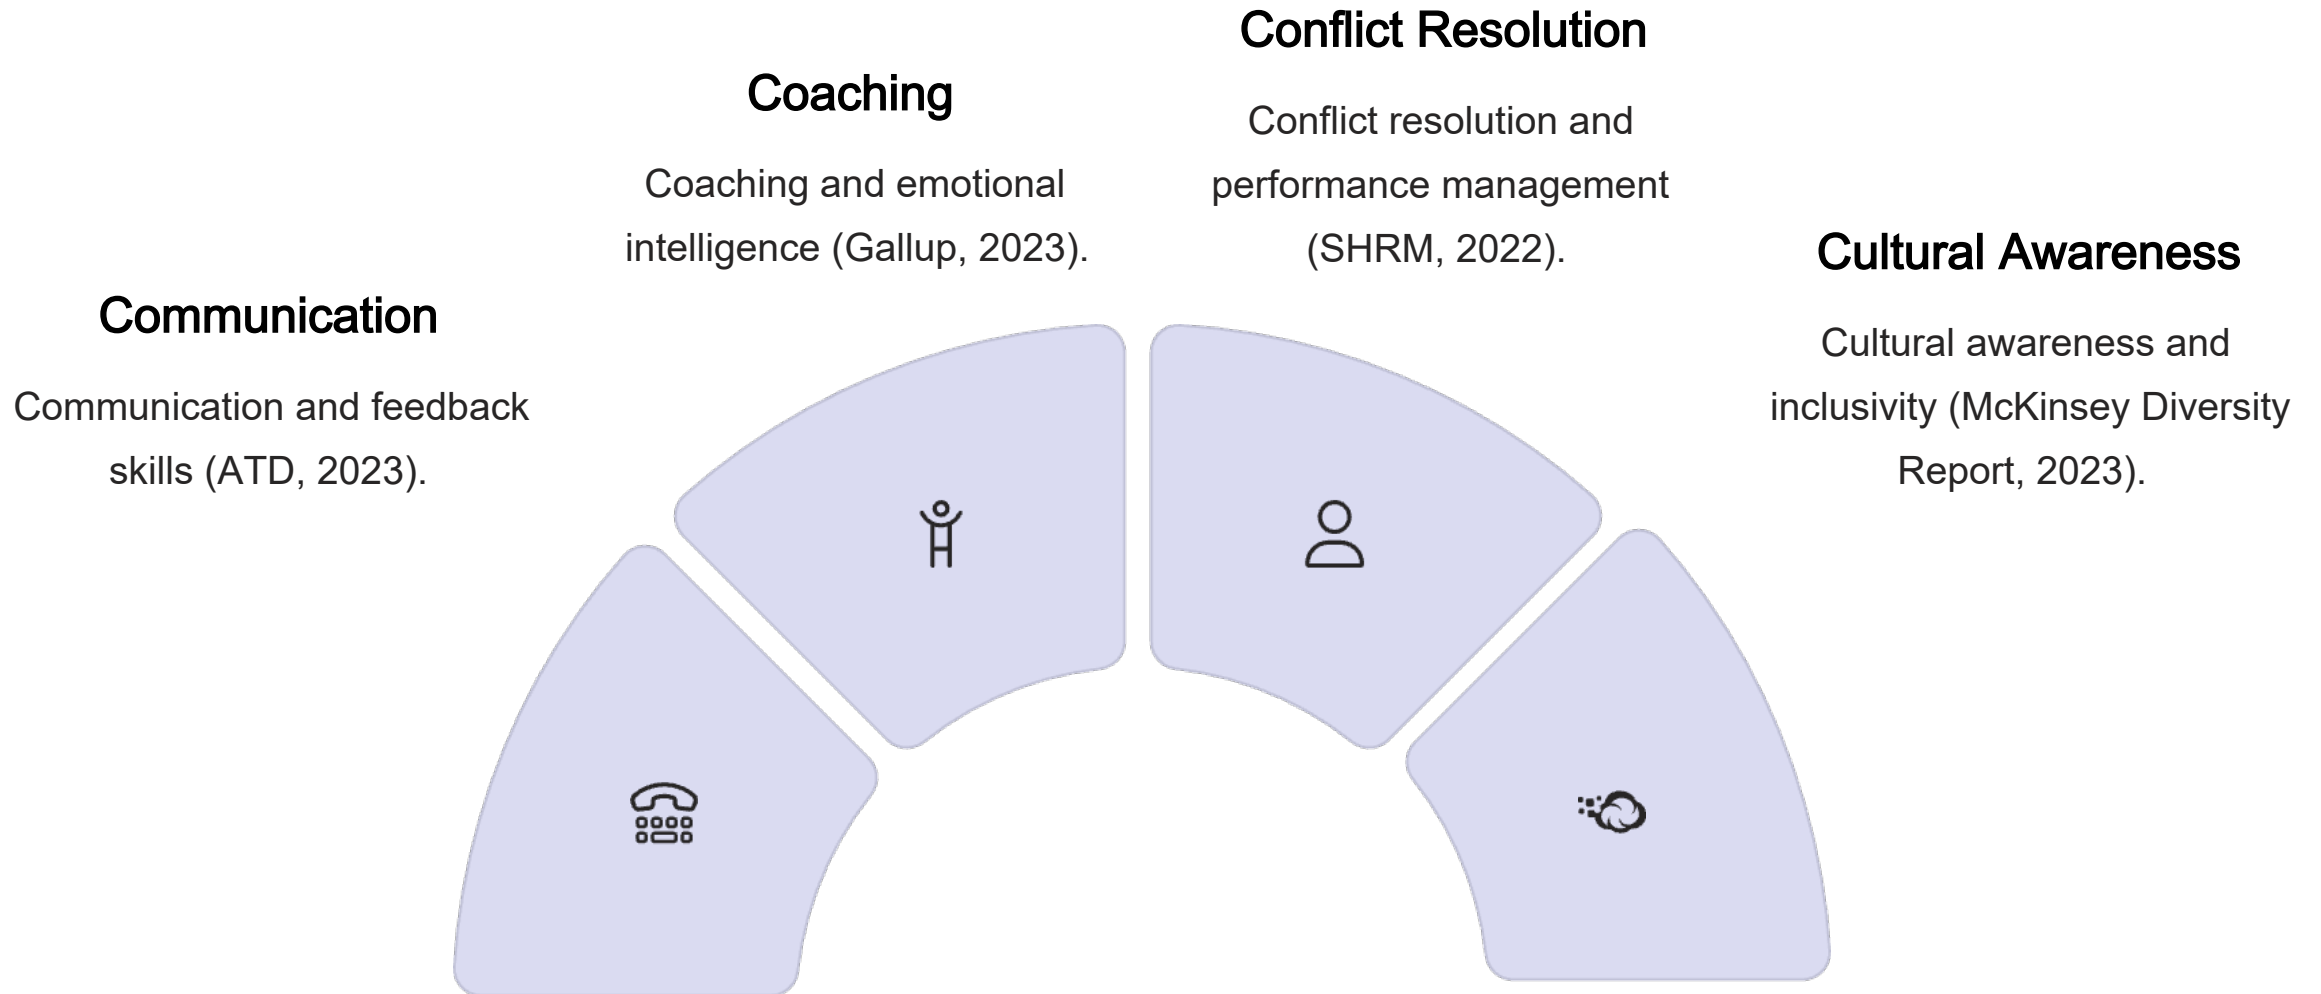 Communication
Communication and feedback
skills (ATD, 2023).
Coaching
Coaching and emotional
intelligence (Gallup, 2023).
Conflict Resolution
Conflict resolution and
performance management
(SHRM, 2022).
Cultural Awareness
Cultural awareness and
inclusivity (McKinsey Diversity
Report, 2023).